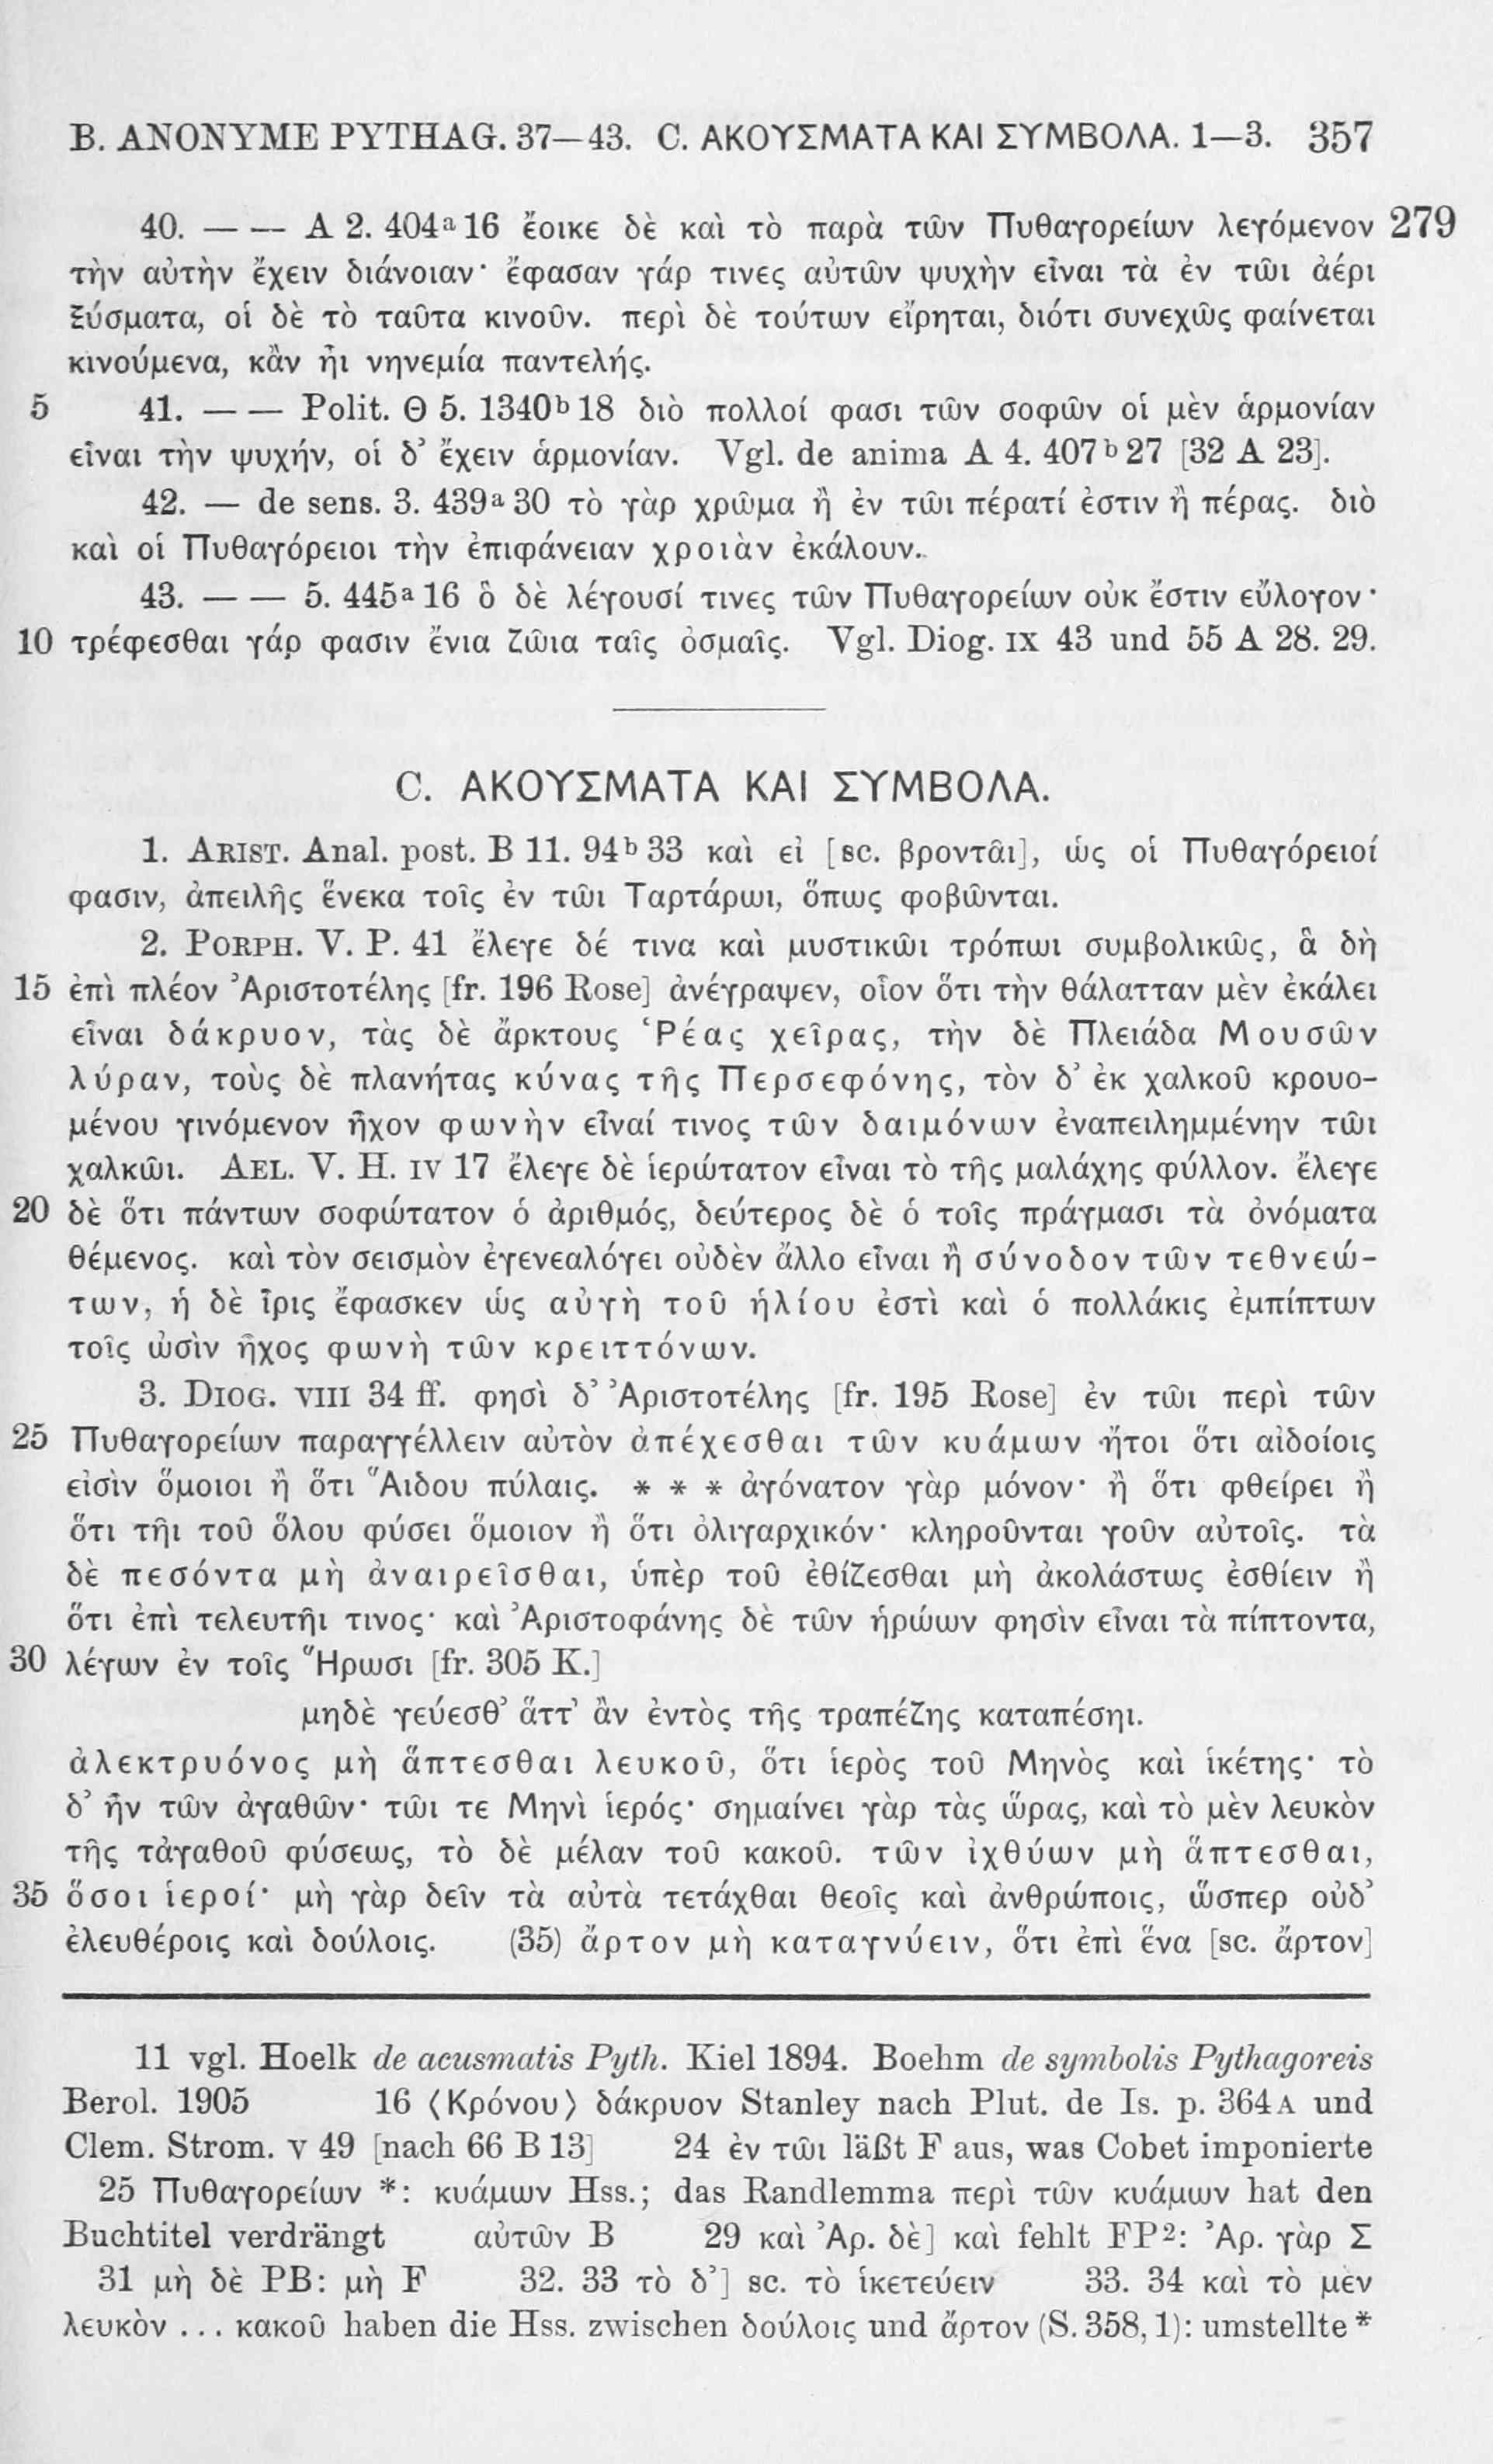 B. ANONYME PYTHAG. 37—43. C. ΑΚΟΥΣΜΑΤΑ ΚΑΙ ΣΥΜΒΟΛΑ. 1—3. 357
40. — — A 2. 404ᵃ16 ἔοικε δὲ καὶ τὸ παρὰ τῶν Πυθαγορείων λεγόμενον 279
τὴν αὐτὴν ἔχειν διάνοιαν· ἔφασαν γάρ τινες αὐτῶν ψυχὴν εἶναι τὰ ἐν τῶι ἀέρι
ξύσματα, οἱ δὲ τὸ ταῦτα κινοῦν. περὶ δὲ τούτων εἴρηται, διότι συνεχῶς φαίνεται
κινούμενα, κἂν ἦι νηνεμία παντελής.
5 41. — — Polit. Θ 5. 1340ᵇ18 διὸ πολλοί φασι τῶν σοφῶν οἱ μὲν ἁρμονίαν
εἶναι τὴν ψυχήν, οἱ δ’ ἔχειν ἁρμονίαν. Vgl. de anima A 4. 407ᵇ27 [32 A 23].
42. — de sens. 3. 439ᵃ30 τὸ γὰρ χρῶμα ἢ ἐν τῶι πέρατί ἐστιν ἢ πέρας. διὸ
καὶ οἱ Πυθαγόρειοι τὴν ἐπιφάνειαν χροιὰν ἐκάλουν.
43. — — 5. 445ᵃ16 ὃ δὲ λέγουσί τινες τῶν Πυθαγορείων οὐκ ἔστιν εὔλογον·
10 τρέφεσθαι γάρ φασιν ἔνια ζῶια ταῖς ὀσμαῖς. Vgl. Diog. IX 43 und 55 A 28. 29.
C. ΑΚΟΥΣΜΑΤΑ ΚΑΙ ΣΥΜΒΟΛΑ.
1. ARIST. Anal. post. B 11. 94ᵇ33 καὶ εἰ [sc. βροντᾶι], ὡς οἱ Πυθαγόρειοί
φασιν, ἀπειλῆς ἕνεκα τοῖς ἐν τῶι Ταρτάρωι, ὅπως φοβῶνται.
2. PORPH. V. P. 41 ἔλεγε δέ τινα καὶ μυστικῶι τρόπωι συμβολικῶς, ἃ δὴ
15 ἐπὶ πλέον Ἀριστοτέλης [fr. 196 Rose] ἀνέγραψεν, οἷον ὅτι τὴν θάλατταν μὲν ἐκάλει
εἶναι δάκρυον, τὰς δὲ ἄρκτους Ῥέας χεῖρας, τὴν δὲ Πλειάδα Μουσῶν
λύραν, τοὺς δὲ πλανήτας κύνας τῆς Περσεφόνης, τὸν δ’ ἐκ χαλκοῦ κρουο-
μένου γινόμενον ἦχον φωνὴν εἶναί τινος τῶν δαιμόνων ἐναπειλημμένην τῶι
χαλκῶι. AEL. V. H. IV 17 ἔλεγε δὲ ἱερώτατον εἶναι τὸ τῆς μαλάχης φύλλον. ἔλεγε
20 δὲ ὅτι πάντων σοφώτατον ὁ ἀριθμός, δεύτερος δὲ ὁ τοῖς πράγμασι τὰ ὀνόματα
θέμενος. καὶ τὸν σεισμὸν ἐγενεαλόγει οὐδὲν ἄλλο εἶναι ἢ σύνοδον τῶν τεθνεώ-
των, ἡ δὲ ἶρις ἔφασκεν ὡς αὐγὴ τοῦ ἡλίου ἐστὶ καὶ ὁ πολλάκις ἐμπίπτων
τοῖς ὠσὶν ἦχος φωνὴ τῶν κρειττόνων.
3. DIOG. VIII 34 ff. φησὶ δ’ Ἀριστοτέλης [fr. 195 Rose] ἐν τῶι περὶ τῶν
25 Πυθαγορείων παραγγέλλειν αὐτὸν ἀπέχεσθαι τῶν κυάμων ἤτοι ὅτι αἰδοίοις
εἰσὶν ὅμοιοι ἢ ὅτι Ἅιδου πύλαις. * * * ἀγόνατον γὰρ μόνον· ἢ ὅτι φθείρει ἢ
ὅτι τῆι τοῦ ὅλου φύσει ὅμοιον ἢ ὅτι ὀλιγαρχικόν· κληροῦνται γοῦν αὐτοῖς. τὰ
δὲ πεσόντα μὴ ἀναιρεῖσθαι, ὑπὲρ τοῦ ἐθίζεσθαι μὴ ἀκολάστως ἐσθίειν ἢ
ὅτι ἐπὶ τελευτῆι τινος· καὶ Ἀριστοφάνης δὲ τῶν ἡρώων φησὶν εἶναι τὰ πίπτοντα,
30 λέγων ἐν τοῖς Ἥρωσι [fr. 305 K.]
μηδὲ γεύεσθ’ ἅττ’ ἂν ἐντὸς τῆς τραπέζης καταπέσηι.
ἀλεκτρυόνος μὴ ἅπτεσθαι λευκοῦ, ὅτι ἱερὸς τοῦ Μηνὸς καὶ ἱκέτης· τὸ
δ’ ἦν τῶν ἀγαθῶν· τῶι τε Μηνὶ ἱερός· σημαίνει γὰρ τὰς ὥρας, καὶ τὸ μὲν λευκὸν
τῆς τἀγαθοῦ φύσεως, τὸ δὲ μέλαν τοῦ κακοῦ. τῶν ἰχθύων μὴ ἅπτεσθαι,
35 ὅσοι ἱεροί· μὴ γὰρ δεῖν τὰ αὐτὰ τετάχθαι θεοῖς καὶ ἀνθρώποις, ὥσπερ οὐδ’
ἐλευθέροις καὶ δούλοις. (35) ἄρτον μὴ καταγνύειν, ὅτι ἐπὶ ἕνα [sc. ἄρτον]
11 vgl. Hoelk de acusmatis Pyth. Kiel 1894. Boehm de symbolis Pythagoreis
Berol. 1905 16 ⟨Κρόνου⟩ δάκρυον Stanley nach Plut. de Is. p. 364A und
Clem. Strom. V 49 [nach 66 B 13] 24 ἐν τῶι läßt F aus, was Cobet imponierte
25 Πυθαγορείων *: κυάμων Hss.; das Randlemma περὶ τῶν κυάμων hat den
Buchtitel verdrängt αὐτῶν B 29 καὶ Ἀρ. δὲ] καὶ fehlt FP²: Ἀρ. γὰρ Σ
31 μὴ δὲ PB: μὴ F 32. 33 τὸ δ’] sc. τὸ ἱκετεύειν 33. 34 καὶ τὸ μὲν
λευκὸν ... κακοῦ haben die Hss. zwischen δούλοις und ἄρτον (S. 358, 1): umstellte *